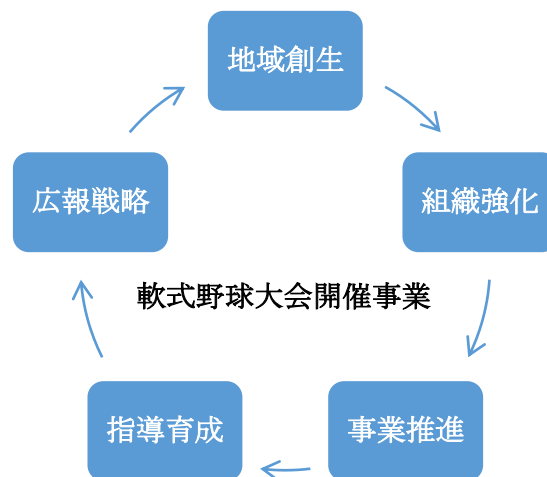 地域創生
広報戦略
組織強化
軟式野球大会開催事業
指導育成
事業推進